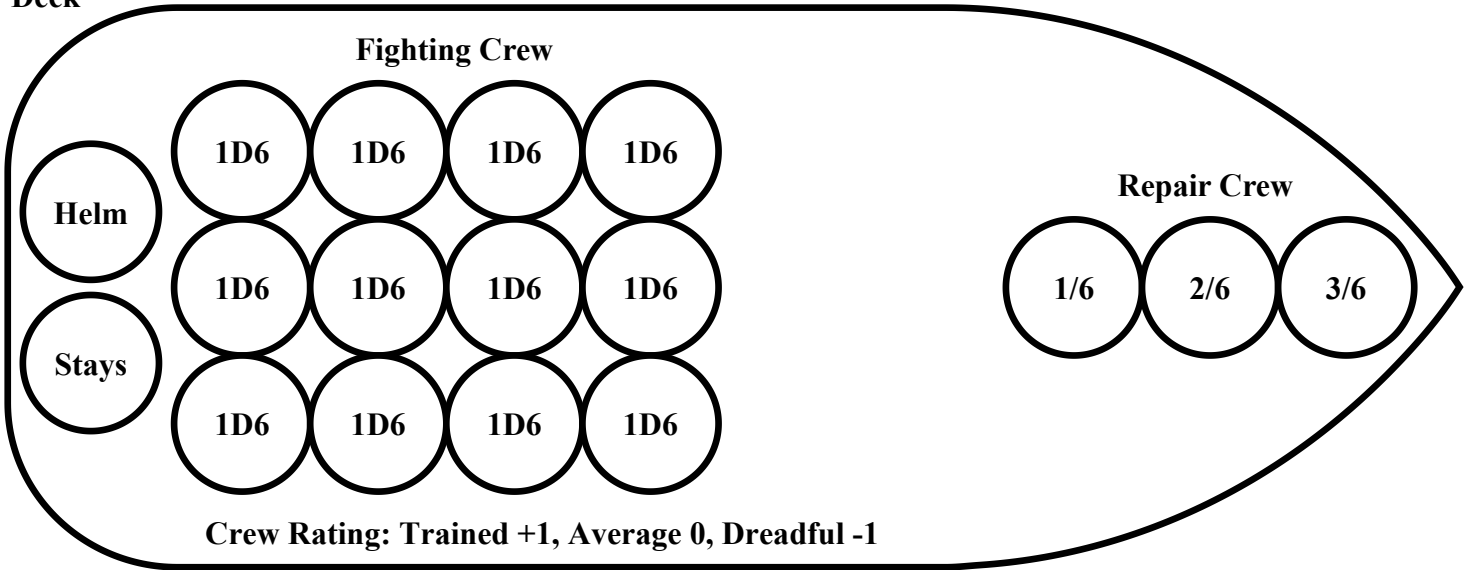 Deck
Fighting Crew
1D6 1D6 1D6 1D6
Helm
Repair Crew
1D6 1D6 1D6 1D6
1/6 2/6 3/6
Stays
1D6 1D6 1D6 1D6
Crew Rating: Trained +1, Average 0, Dreadful -1